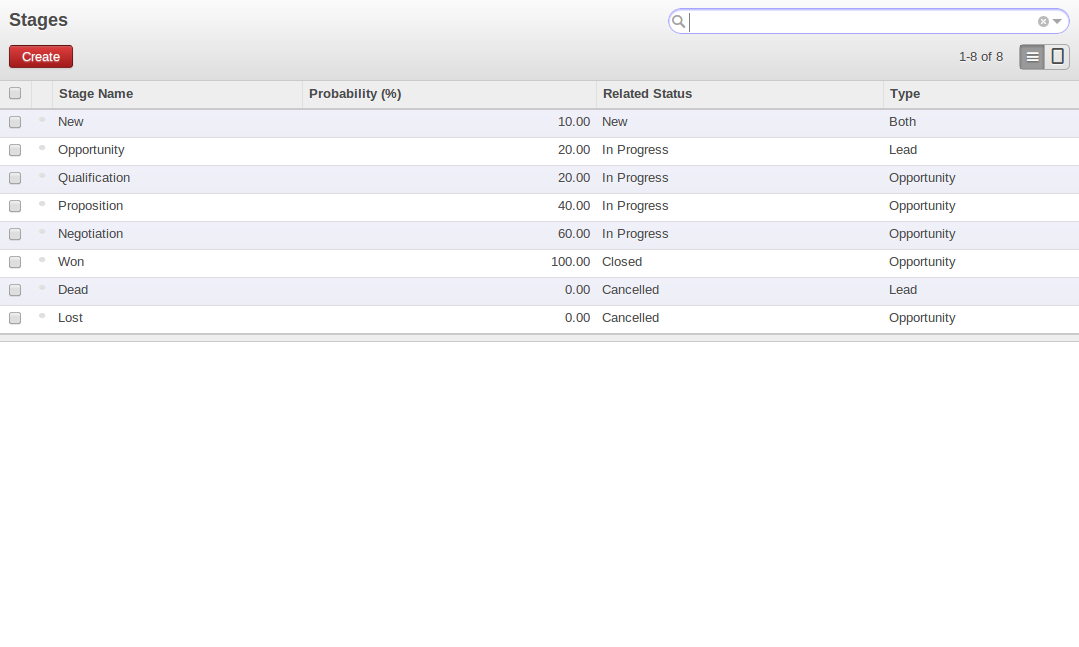 Stages
Create
1-8 of 8
Stage Name Probability (%) Related Status Type
New 10.00 New Both
Opportunity 20.00 In Progress Lead
Qualification 20.00 In Progress Opportunity
Proposition 40.00 In Progress Opportunity
Negotiation 60.00 In Progress Opportunity
Won 100.00 Closed Opportunity
Dead 0.00 Cancelled Lead
Lost 0.00 Cancelled Opportunity